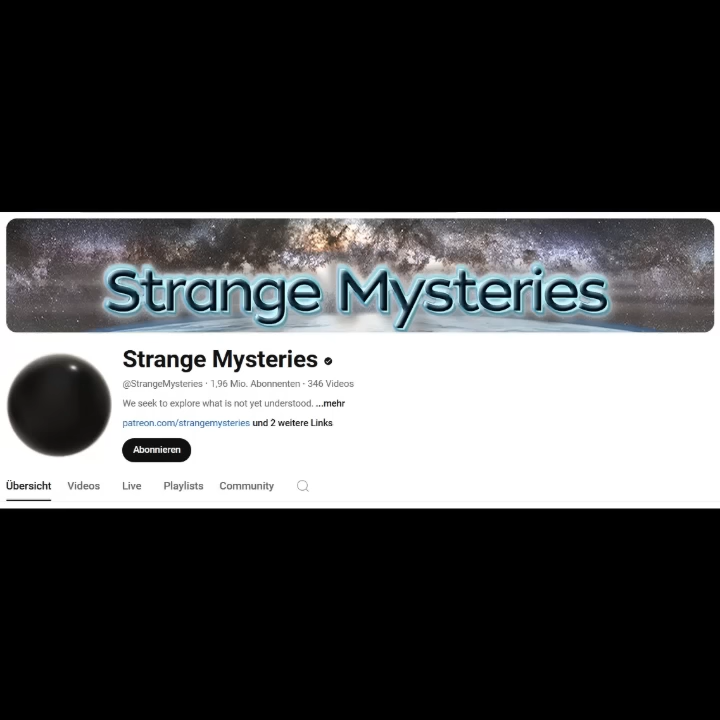 Strange Mysteries
Strange Mysteries
@StrangeMysteries · 1,96 Mio. Abonnenten · 346 Videos
We seek to explore what is not yet understood. ...mehr
patreon.com/strangemysteries und 2 weitere Links
Abonnieren
Übersicht Videos Live Playlists Community